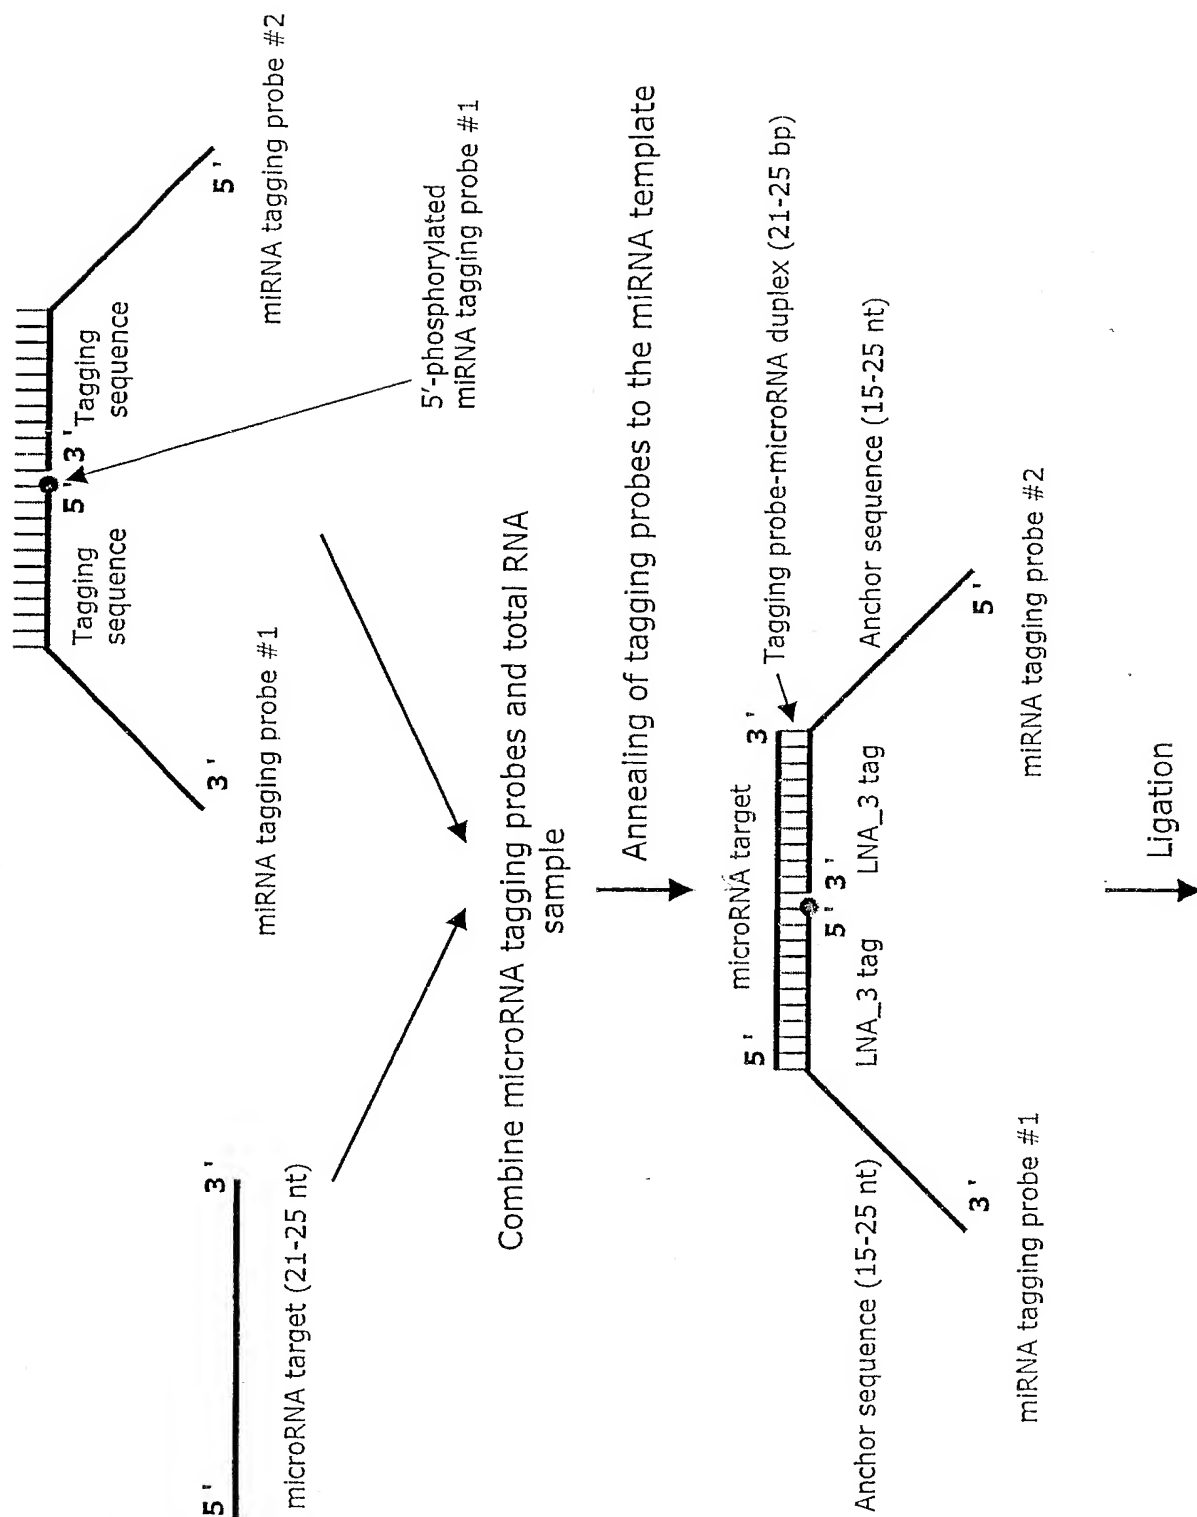 5'
3'
microRNA target (21-25 nt)
5'
3'
Tagging
sequence
Tagging
sequence
3'
5'
miRNA tagging probe #1
miRNA tagging probe #2
5′-phosphorylated
miRNA tagging probe #1
Combine microRNA tagging probes and total RNA
sample
Annealing of tagging probes to the miRNA template
microRNA target
5'
3'
Tagging probe-microRNA duplex (21-25 bp)
5'
3'
LNA_3 tag
LNA_3 tag
Anchor sequence (15-25 nt)
Anchor sequence (15-25 nt)
3'
5'
miRNA tagging probe #1
miRNA tagging probe #2
Ligation